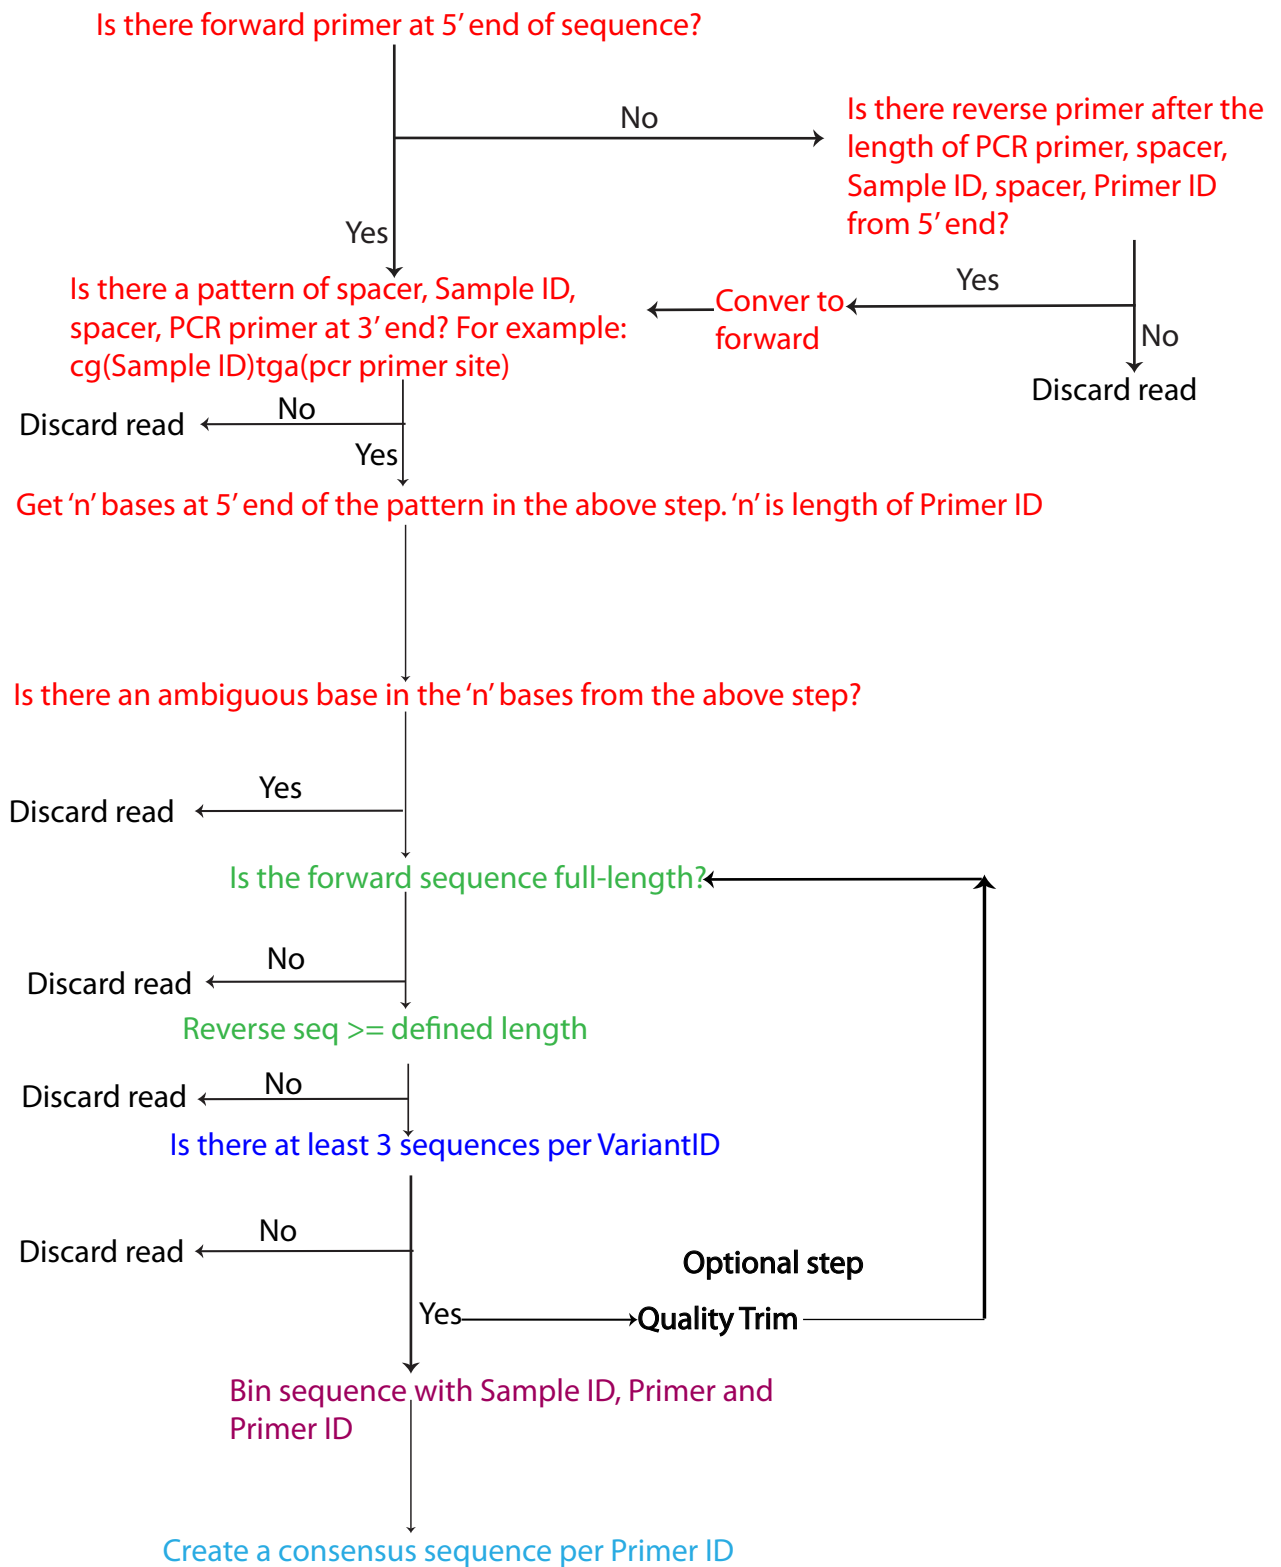 Is there forward primer at 5’ end of sequence?
No
Is there reverse primer after the
length of PCR primer, spacer,
Sample ID, spacer, Primer ID
from 5’ end?
Yes
Is there a pattern of spacer, Sample ID,
spacer, PCR primer at 3’ end? For example:
cg(Sample ID)tga(pcr primer site)
Conver to
forward
Yes
No
Discard read
No
Discard read
Yes
Get ‘n’ bases at 5’ end of the pattern in the above step. ‘n’ is length of Primer ID
Is there an ambiguous base in the ‘n’ bases from the above step?
Yes
Discard read
Is the forward sequence full-length?
No
Discard read
Reverse seq >= defined length
No
Discard read
Is there at least 3 sequences per VariantID
No
Discard read
Optional step
Yes
Quality Trim
Bin sequence with Sample ID, Primer and
Primer ID
Create a consensus sequence per Primer ID